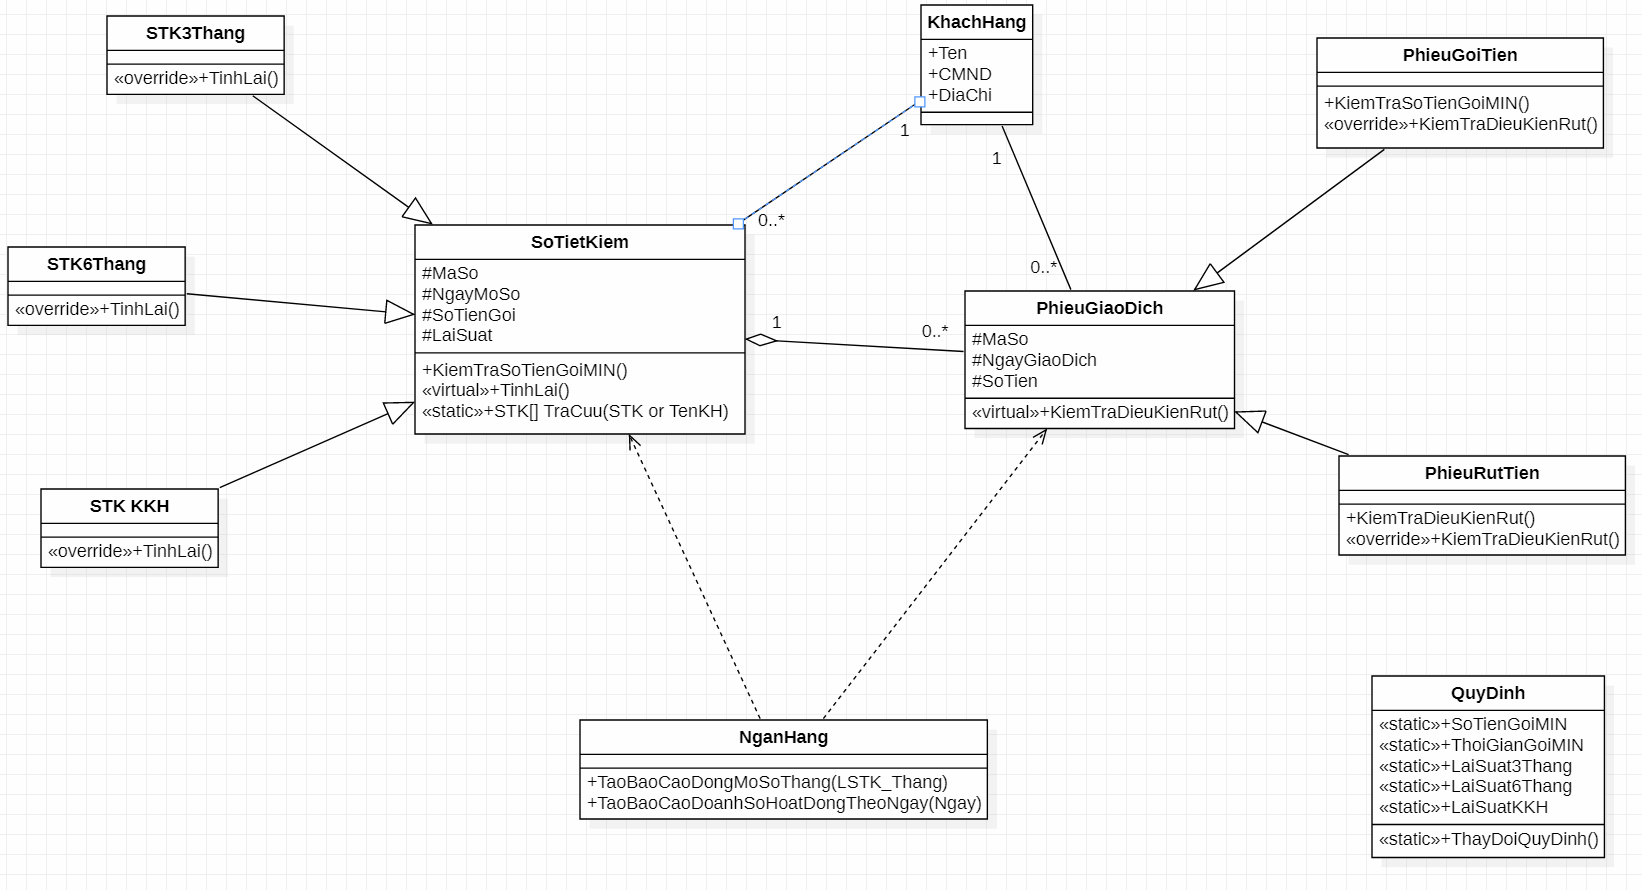 STK3Thang
«override»+TinhLai()
KhachHang
+Ten
+CMND
+DiaChi
1
1
PhieuGoiTien
+KiemTraSoTienGoiMIN()
«override»+KiemTraDieuKienRut()
0..*
0..*
STK6Thang
«override»+TinhLai()
SoTietKiem
#MaSo
#NgayMoSo
#SoTienGoi
#LaiSuat
+KiemTraSoTienGoiMIN()
«virtual»+TinhLai()
«static»+STK[] TraCuu(STK or TenKH)
1
0..*
PhieuGiaoDich
#MaSo
#NgayGiaoDich
#SoTien
«virtual»+KiemTraDieuKienRut()
STK KKH
«override»+TinhLai()
PhieuRutTien
+KiemTraDieuKienRut()
«override»+KiemTraDieuKienRut()
NganHang
+TaoBaoCaoDongMoSoThang(LSTK_Thang)
+TaoBaoCaoDoanhSoHoatDongTheoNgay(Ngay)
QuyDinh
«static»+SoTienGoiMIN
«static»+ThoiGianGoiMIN
«static»+LaiSuat3Thang
«static»+LaiSuat6Thang
«static»+LaiSuatKKH
«static»+ThayDoiQuyDinh()